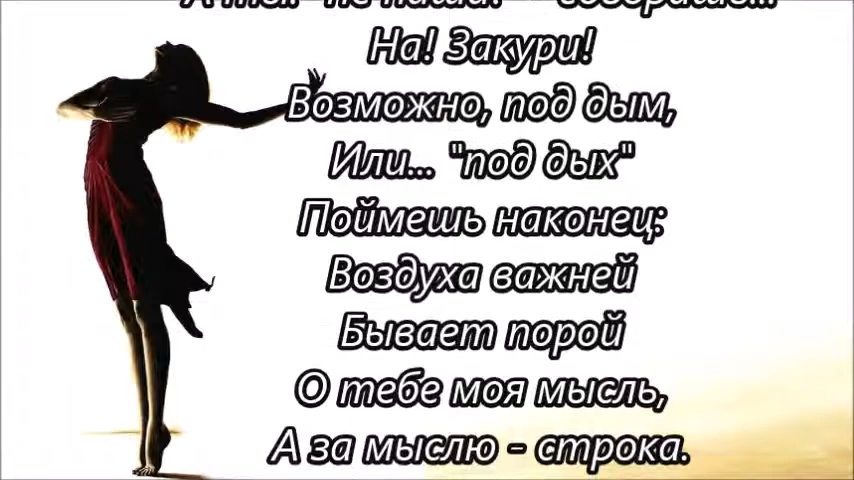 На! Закури!
Возможно, под дым,
Или... "под дых"
Поймешь наконец:
Воздуха важней
Бывает порой
О тебе моя мысль,
А за мыслю - строка.